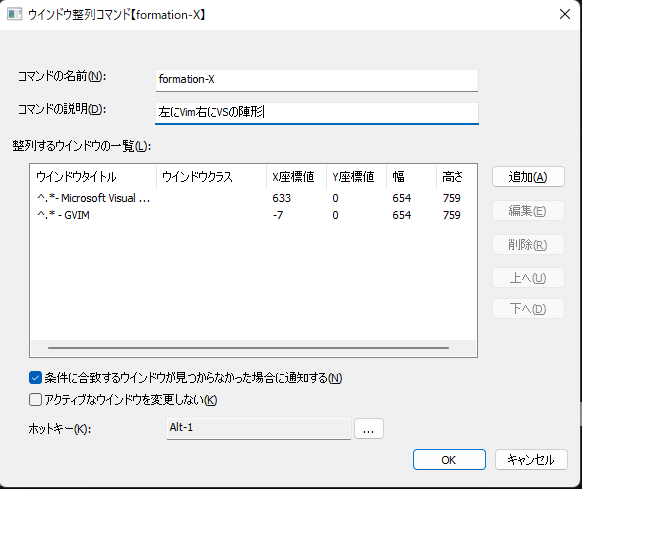 ウインドウ整列コマンド【formation-X】
コマンドの名前(N): formation-X
コマンドの説明(D): 左にVim右にVSの陣形
整列するウインドウの一覧(L):
ウインドウタイトル ウインドウクラス X座標値 Y座標値 幅 高さ
^.*- Microsoft Visual ... 633 0 654 759
^.* - GVIM -7 0 654 759
追加(A)
編集(E)
削除(R)
上へ(U)
下へ(D)
条件に合致するウインドウが見つからなかった場合に通知する(N)
アクティブなウインドウを変更しない(K)
ホットキー(K): Alt-1 ...
OK キャンセル